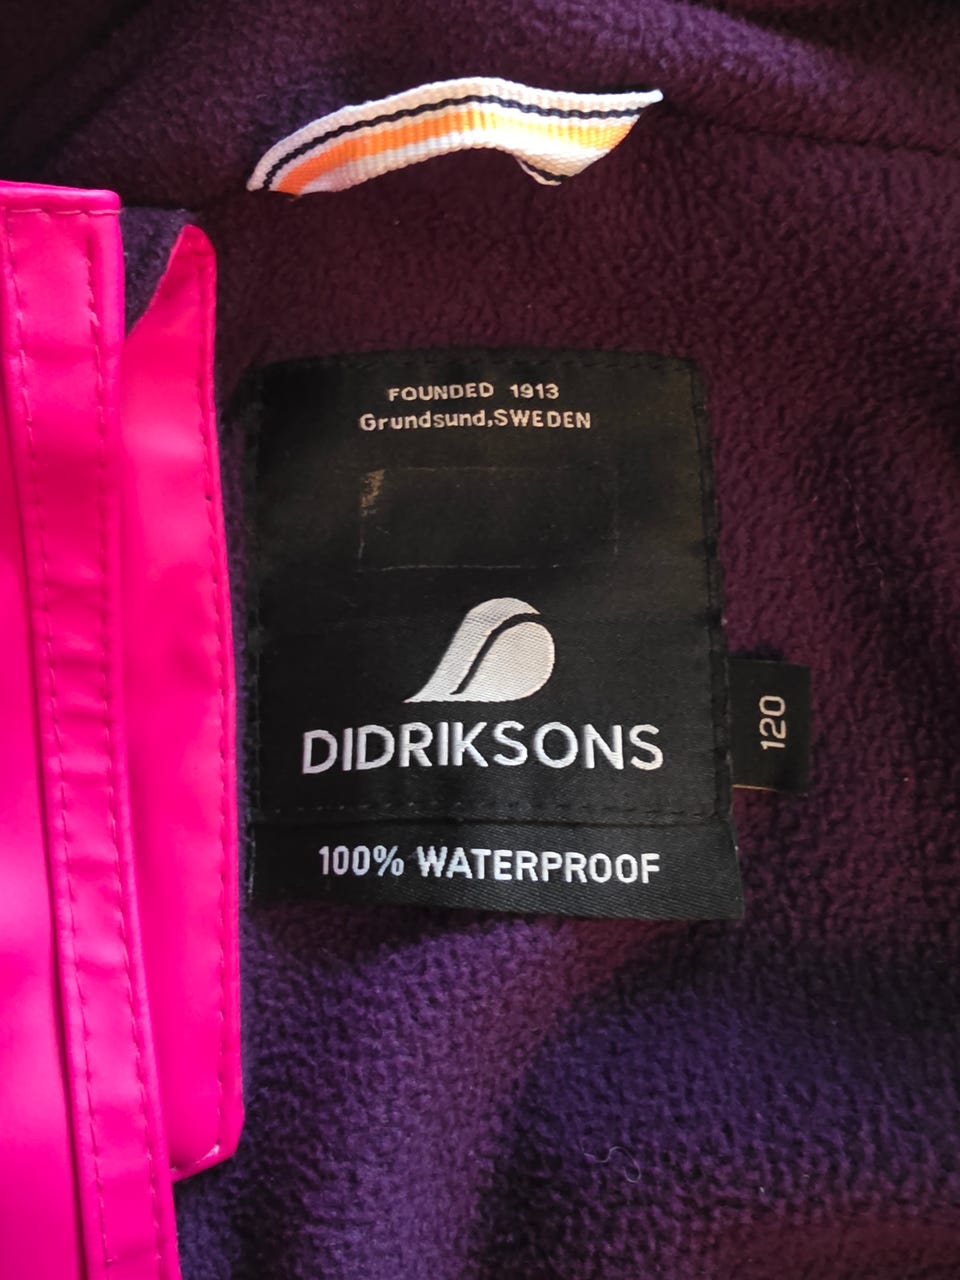 FOUNDED 1913
Grundsund,SWEDEN
DIDRIKSONS
120
100% WATERPROOF